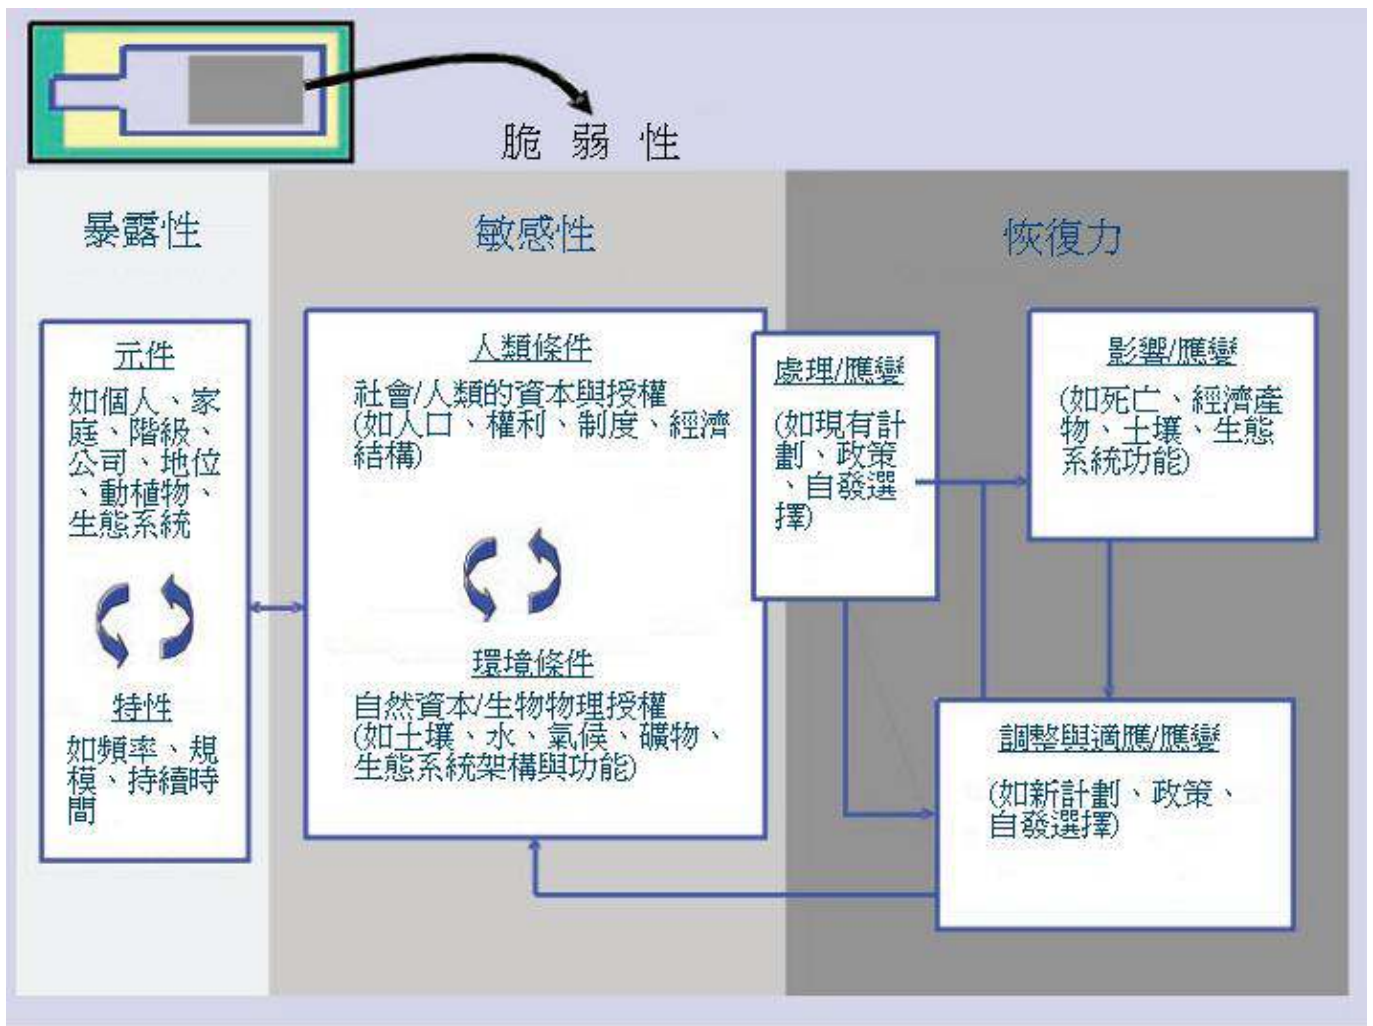 脆弱性
暴露性
敏感性
恢復力
元件
如個人、家
庭、階級、
公司、地位
、動植物、
生態系統
特性
如頻率、規
模、持續時
間
人類條件
社會/人類的資本與授權
(如人口、權利、制度、經濟
結構)
環境條件
自然資本/生物物理授權
(如土壤、水、氣候、礦物、
生態系統架構與功能)
處理/應變
(如現有計
劃、政策
、自發選
擇)
影響/應變
(如死亡、經濟產
物、土壤、生態
系統功能)
調整與適應/應變
(如新計劃、政策、
自發選擇)